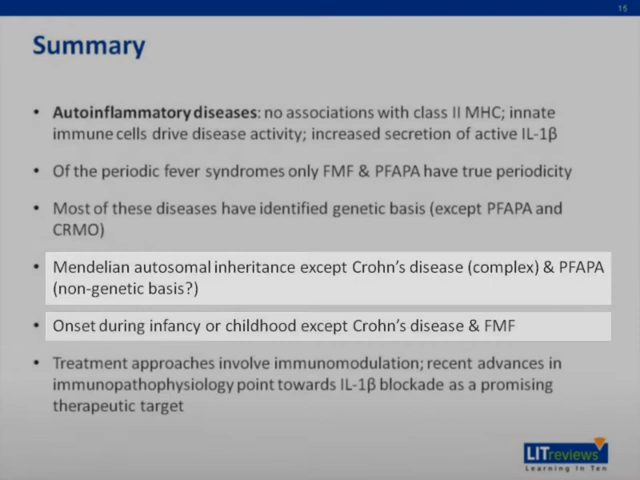 15
Summary
• Autoinflammatory diseases: no associations with class II MHC; innate
immune cells drive disease activity; increased secretion of active IL-1β
• Of the periodic fever syndromes only FMF & PFAPA have true periodicity
• Most of these diseases have identified genetic basis (except PFAPA and
CRMO)
• Mendelian autosomal inheritance except Crohn's disease (complex) & PFAPA
(non-genetic basis?)
• Onset during infancy or childhood except Crohn's disease & FMF
• Treatment approaches involve immunomodulation; recent advances in
immunopathophysiology point towards IL-1β blockade as a promising
therapeutic target
LITreviews
Learning In Ten